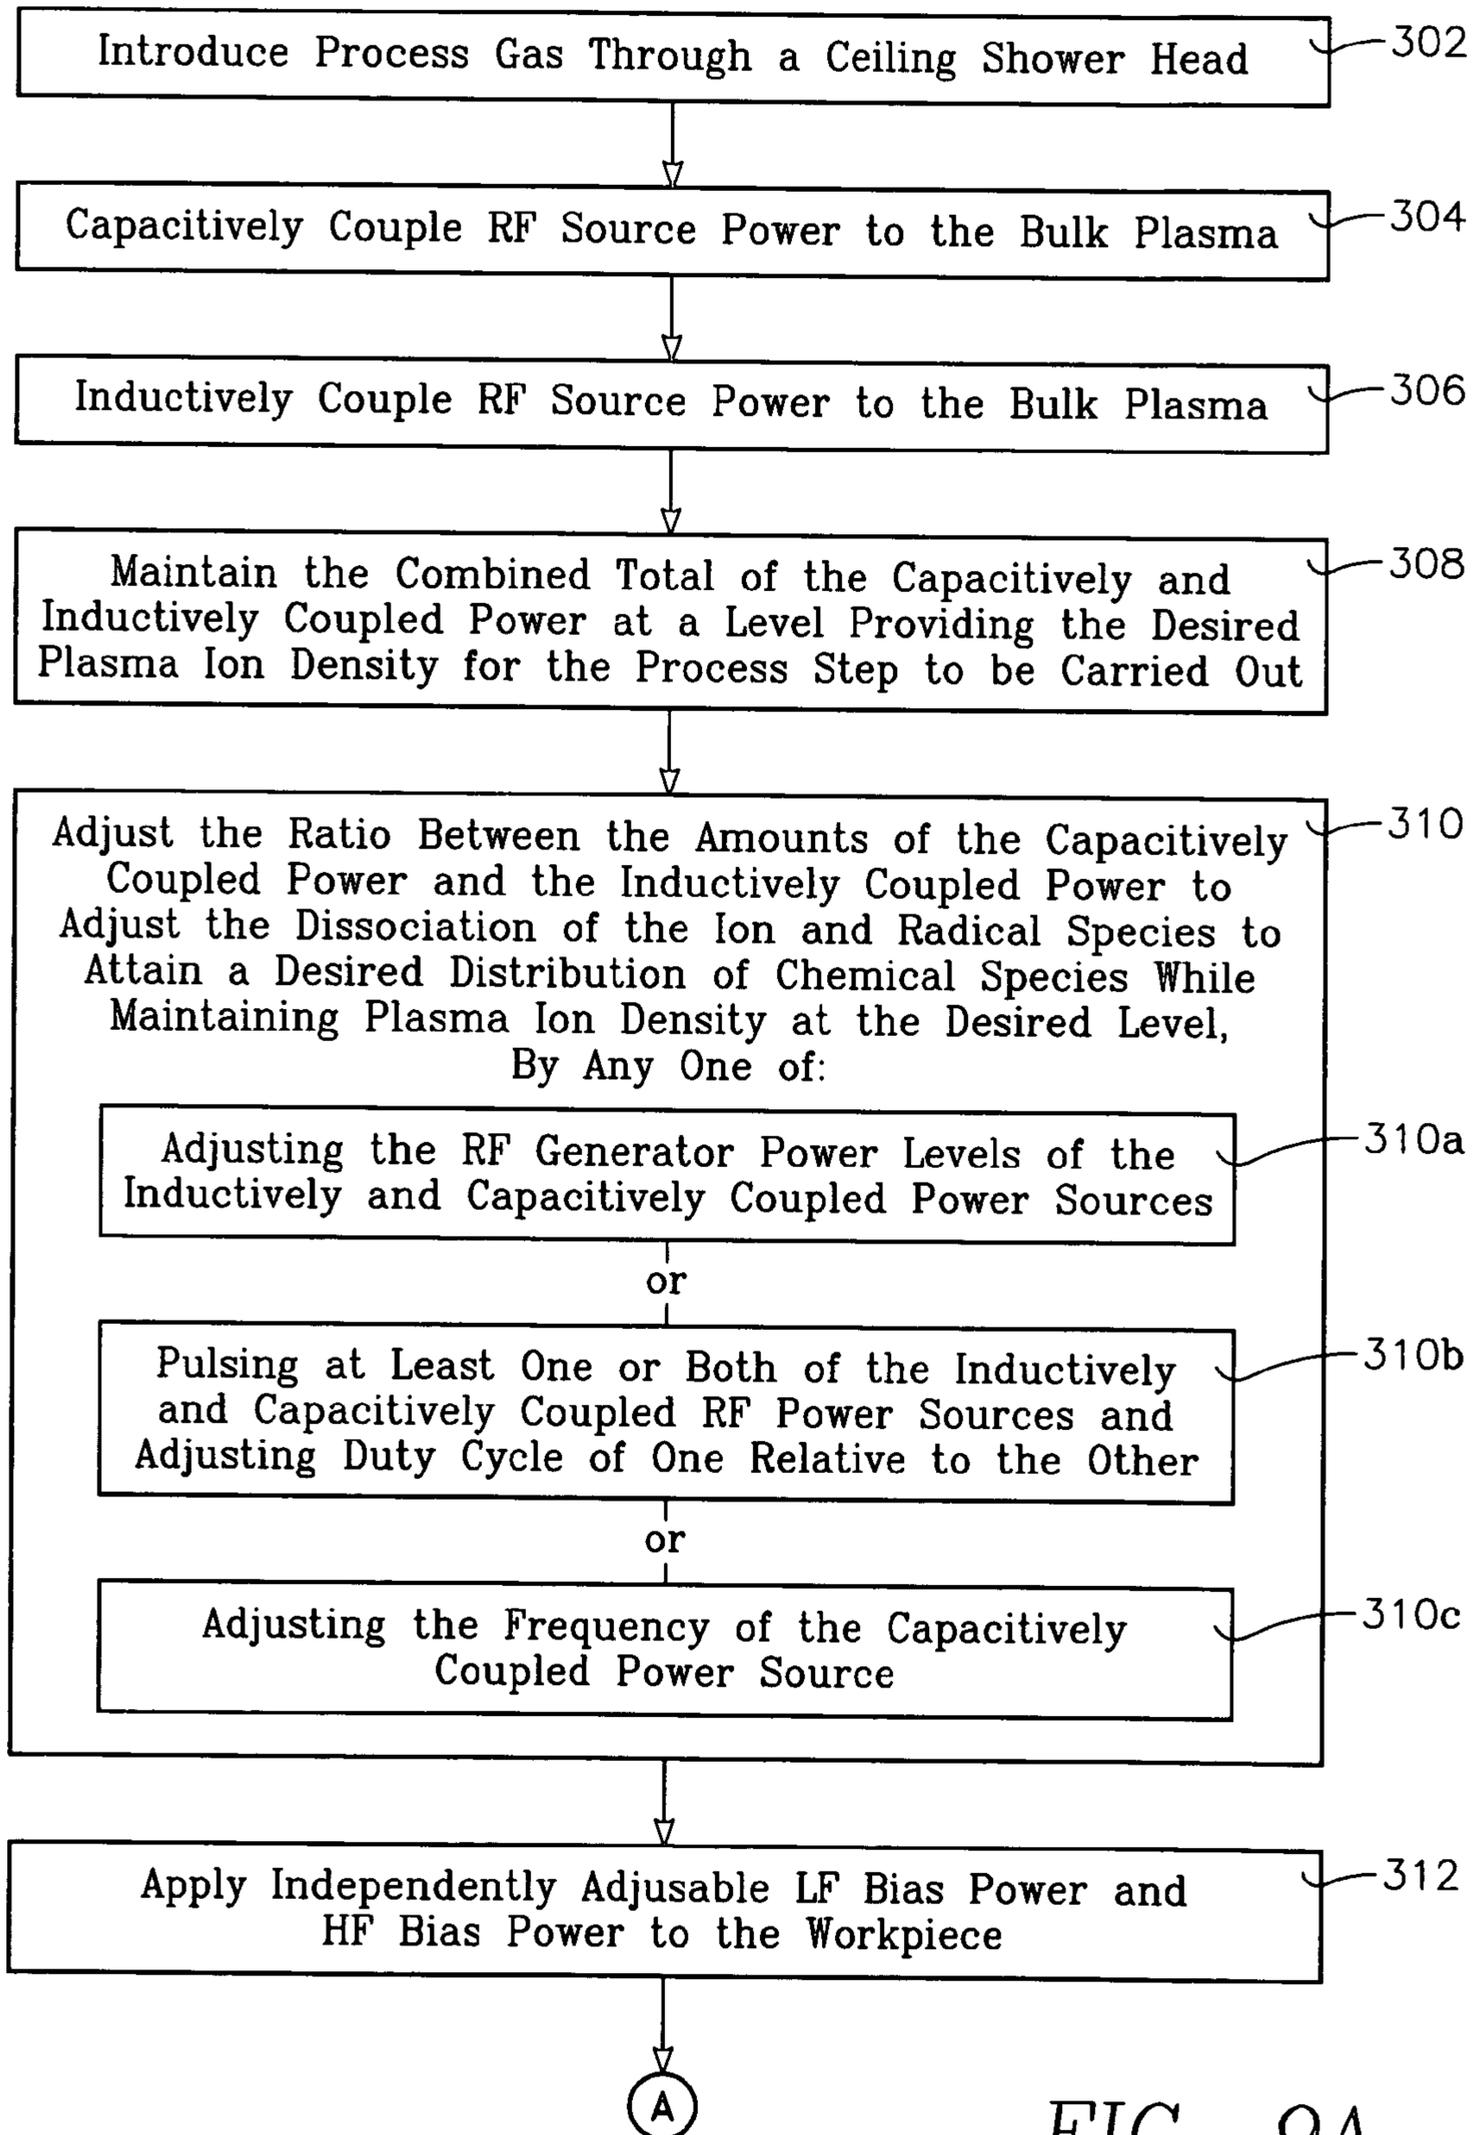 Introduce Process Gas Through a Ceiling Shower Head
302
Capacitively Couple RF Source Power to the Bulk Plasma
304
Inductively Couple RF Source Power to the Bulk Plasma
306
Maintain the Combined Total of the Capacitively and
Inductively Coupled Power at a Level Providing the Desired
Plasma Ion Density for the Process Step to be Carried Out
308
Adjust the Ratio Between the Amounts of the Capacitively
Coupled Power and the Inductively Coupled Power to
Adjust the Dissociation of the Ion and Radical Species to
Attain a Desired Distribution of Chemical Species While
Maintaining Plasma Ion Density at the Desired Level,
By Any One of:
310
Adjusting the RF Generator Power Levels of the
Inductively and Capacitively Coupled Power Sources
310a
or
Pulsing at Least One or Both of the Inductively
and Capacitively Coupled RF Power Sources and
Adjusting Duty Cycle of One Relative to the Other
310b
or
Adjusting the Frequency of the Capacitively
Coupled Power Source
310c
Apply Independently Adjusable LF Bias Power and
HF Bias Power to the Workpiece
312
A
FIG.